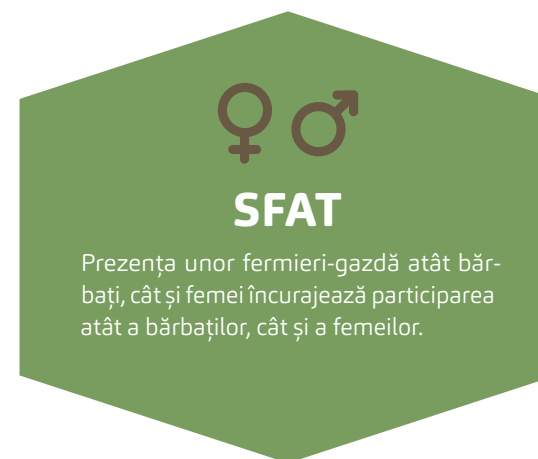 SFAT
Prezența unor fermieri-gazdă atât băr-
bați, cât și femei încurajează participarea
atât a bărbaților, cât și a femeilor.